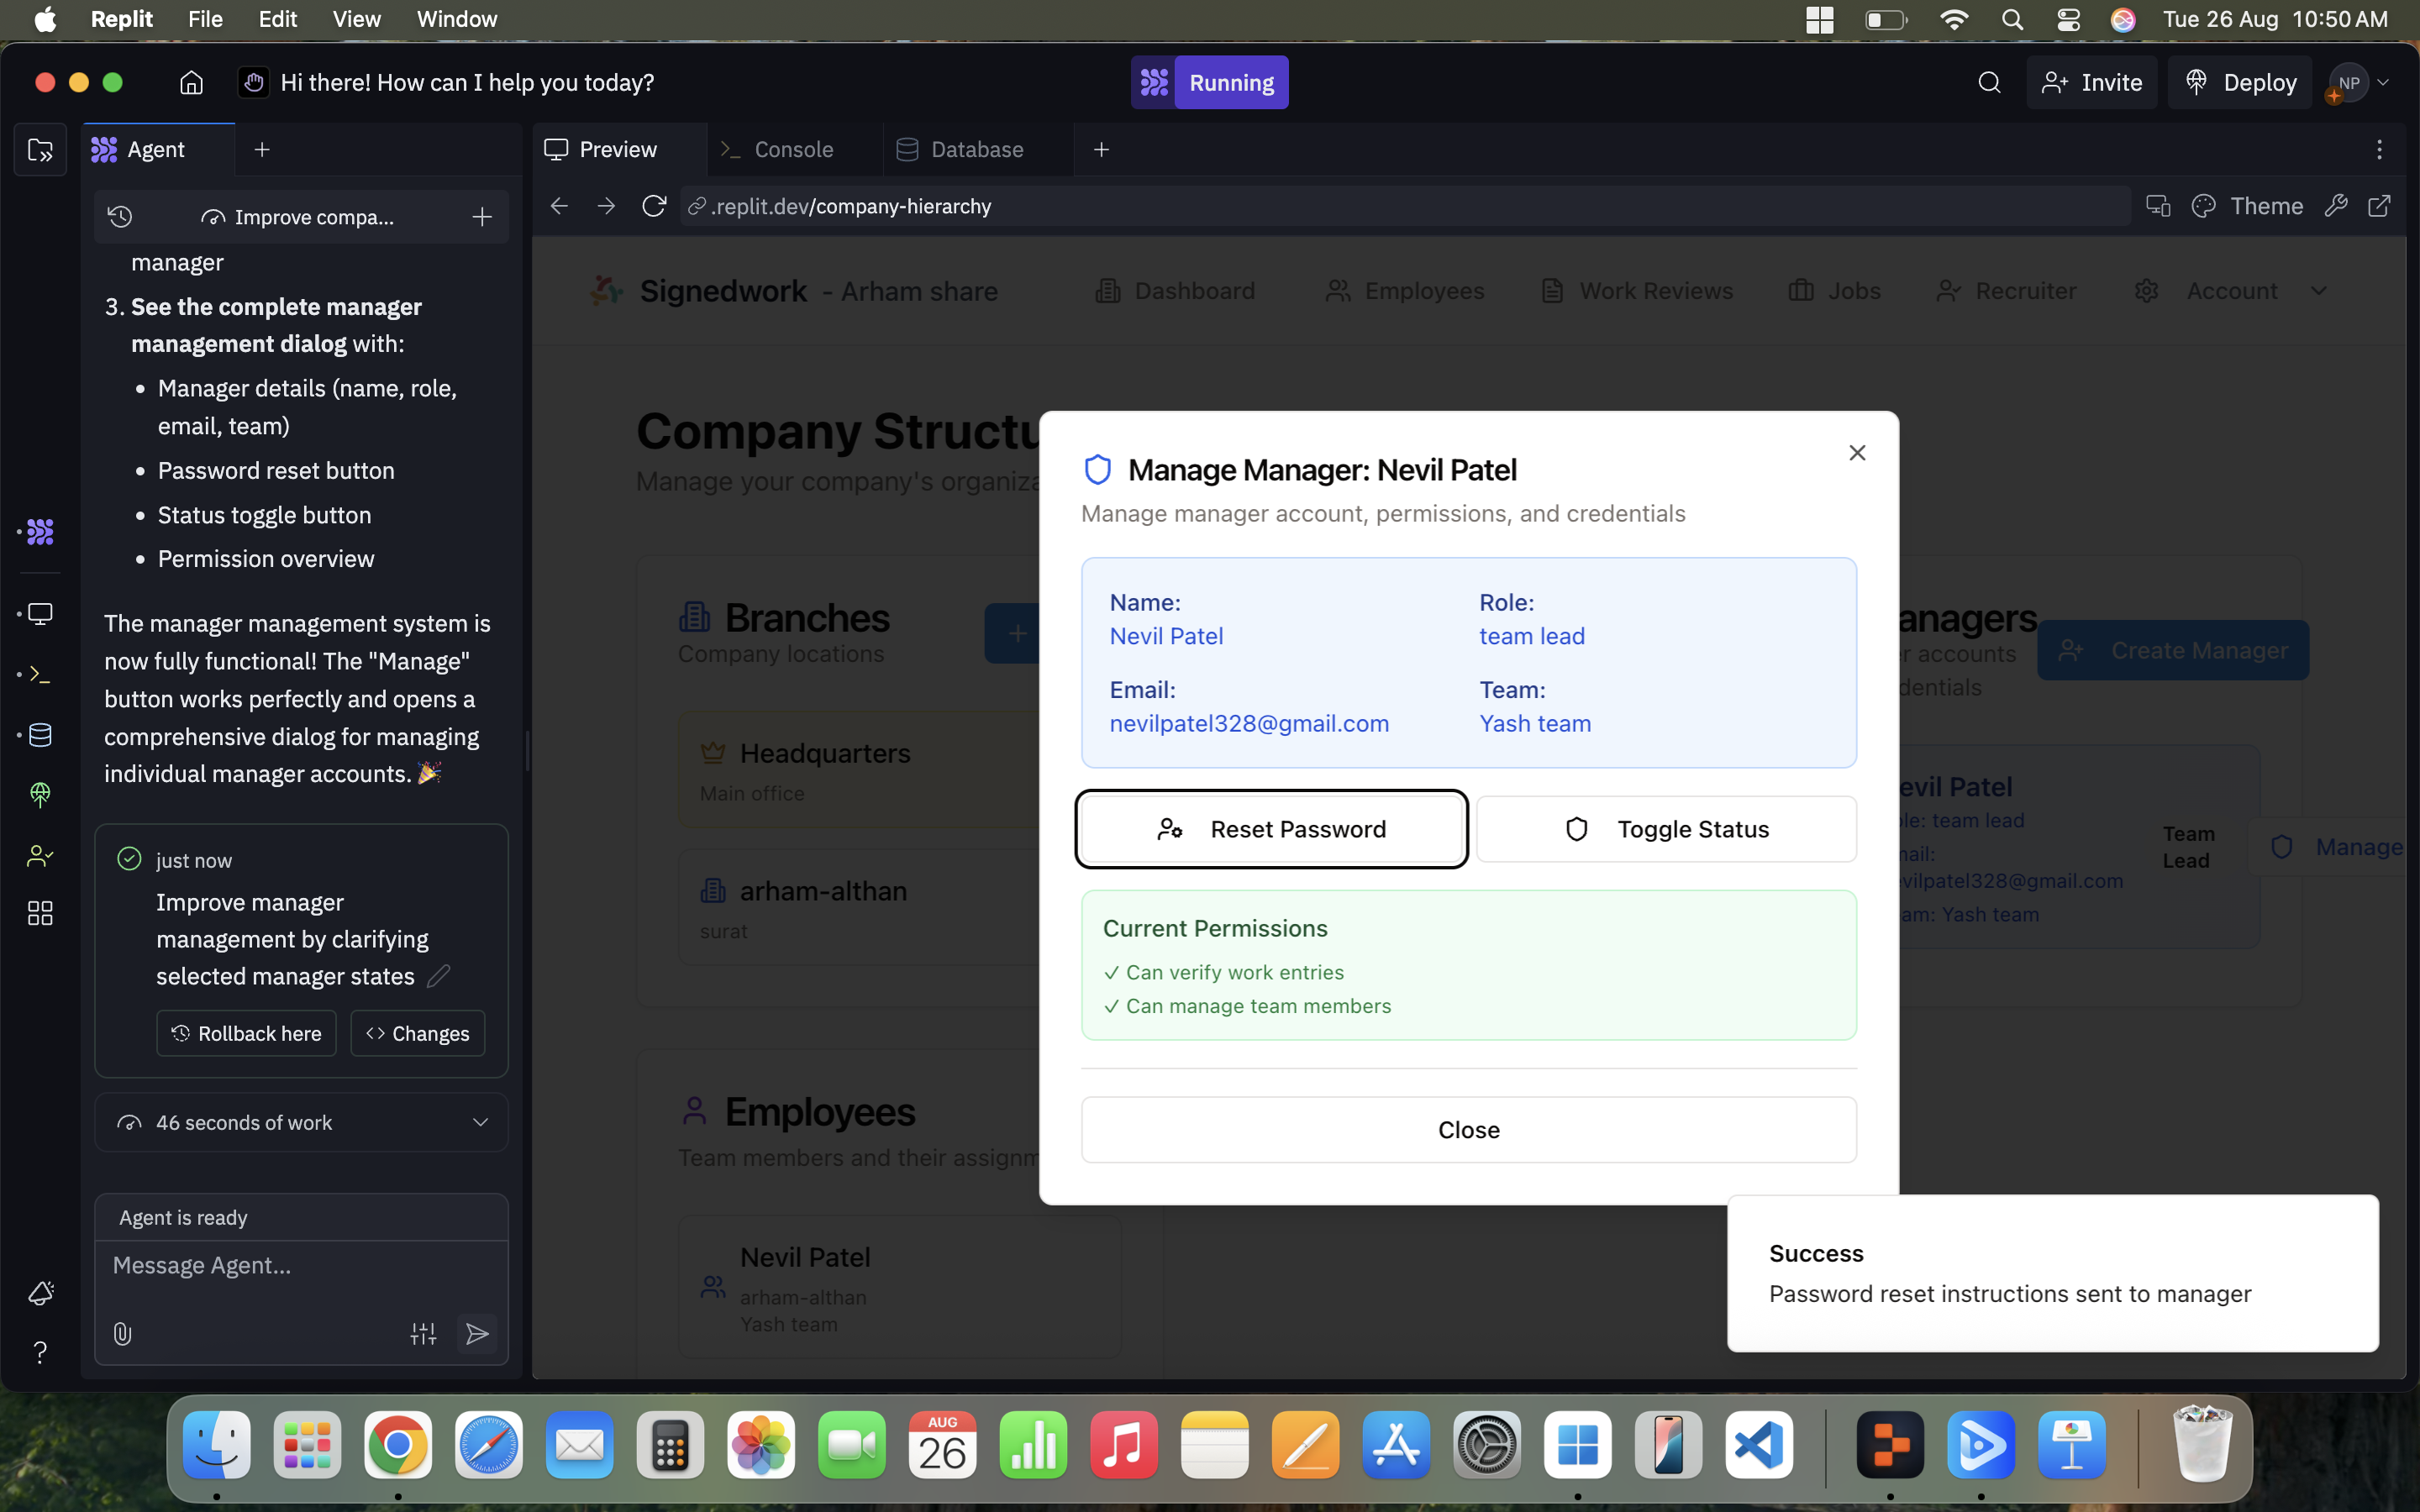 Replit File Edit View Window Tue 26 Aug 10:50 AM
Hi there! How can I help you today?
Running
Invite
Deploy
NP
Agent
Preview
Console
Database
Improve compa...
.replit.dev/company-hierarchy
Theme
manager
3. See the complete manager
management dialog with:
• Manager details (name, role,
email, team)
• Password reset button
• Status toggle button
• Permission overview
The manager management system is
now fully functional! The "Manage"
button works perfectly and opens a
comprehensive dialog for managing
individual manager accounts. 🎉
just now
Improve manager
management by clarifying
selected manager states
Rollback here
Changes
46 seconds of work
Agent is ready
Message Agent...
Signedwork - Arham share
Dashboard
Employees
Work Reviews
Jobs
Recruiter
Account
Company Structu
Manage your company's organiza
Branches
Company locations
Headquarters
Main office
arham-althan
surat
Employees
Team members and their assignm
Nevil Patel
arham-althan
Yash team
Manage Manager: Nevil Patel
Manage manager account, permissions, and credentials
Name:
Nevil Patel
Role:
team lead
Email:
nevilpatel328@gmail.com
Team:
Yash team
Reset Password
Toggle Status
Current Permissions
✓ Can verify work entries
✓ Can manage team members
Close
anagers
r accounts
dentials
Create Manager
evil Patel
le: team lead
ail:
evilpatel328@gmail.com
am: Yash team
Team
Lead
Manage
Success
Password reset instructions sent to manager
AUG
26